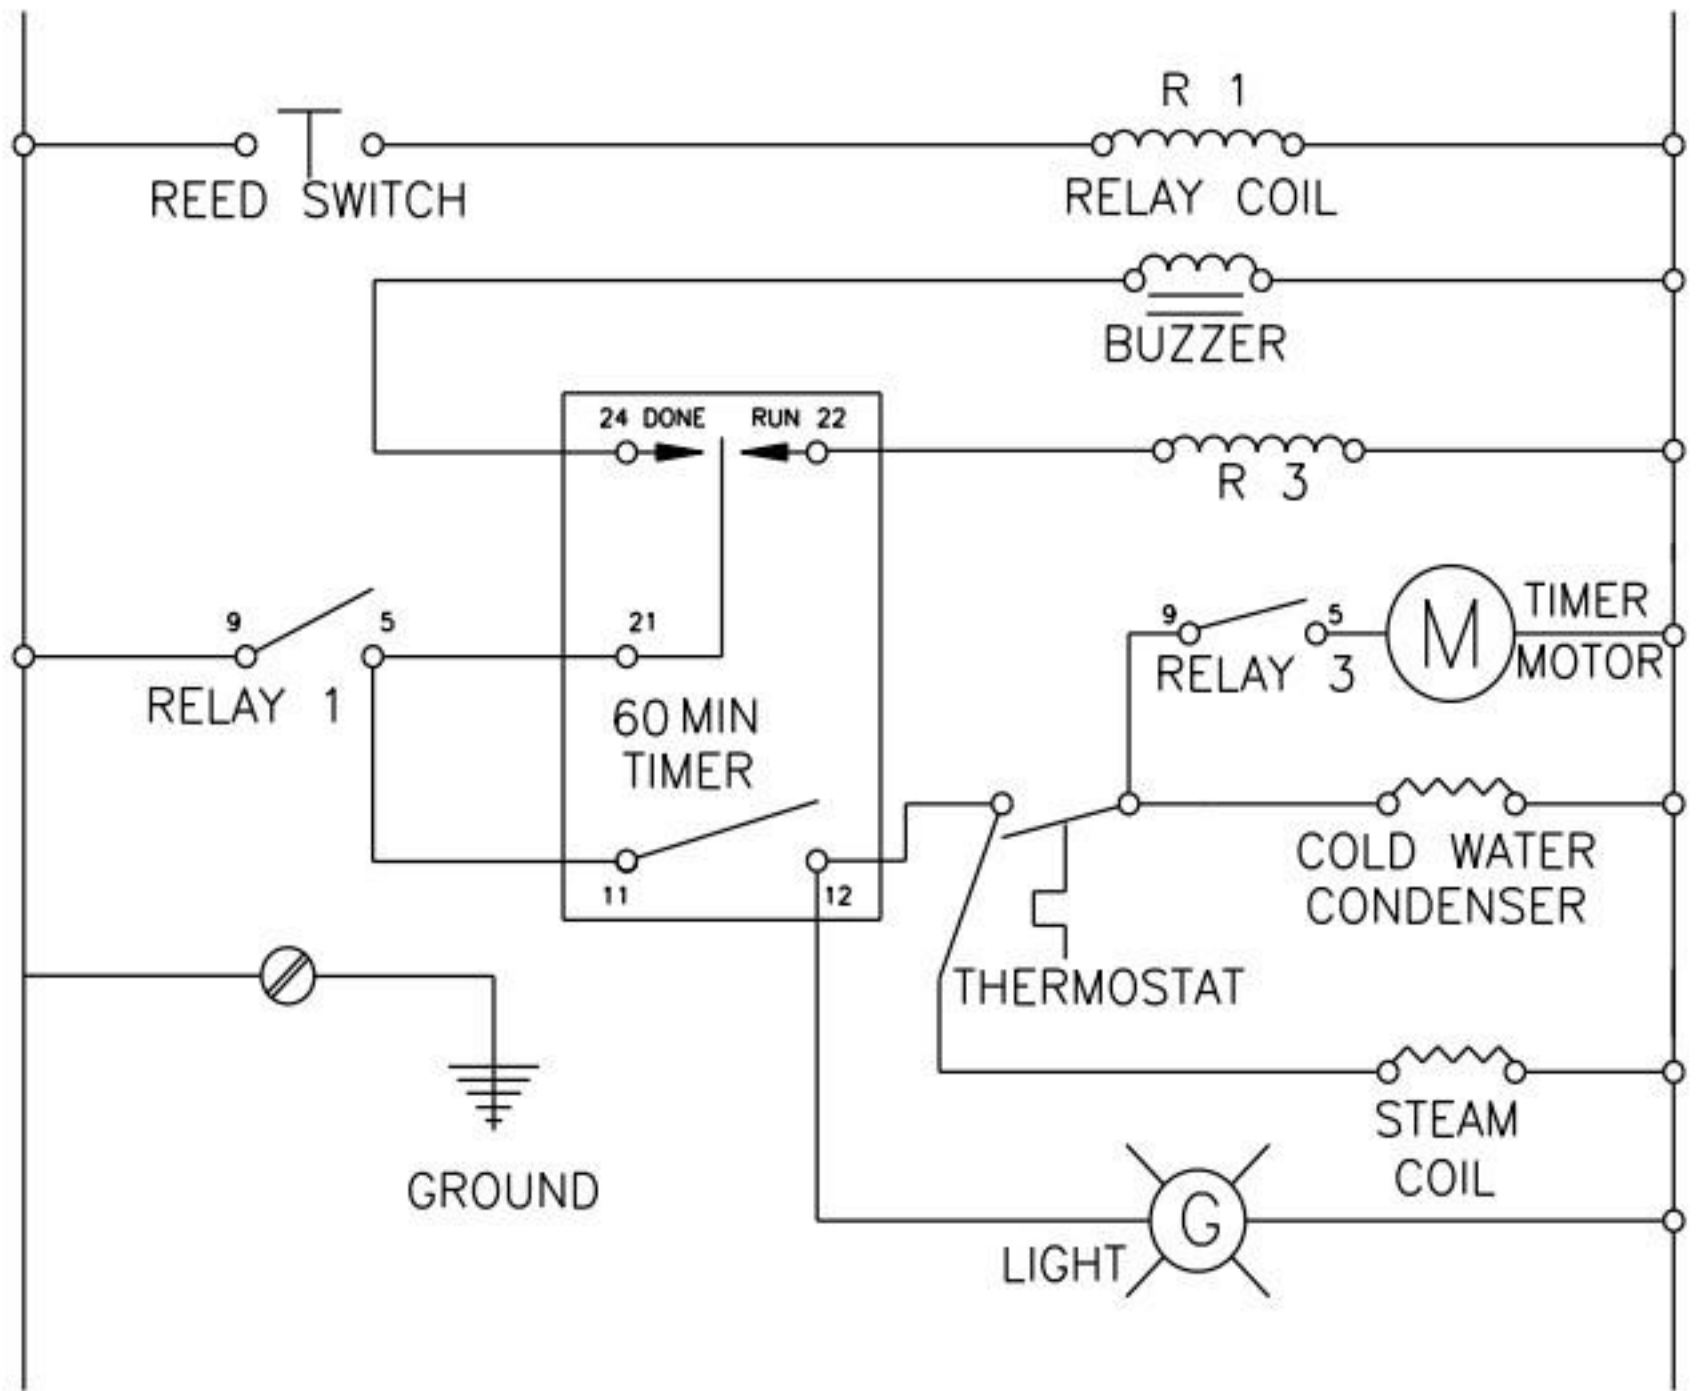 R 1
REED SWITCH
RELAY COIL
BUZZER
24 DONE RUN 22
R 3
9 5
RELAY 1
21
60 MIN
TIMER
11 12
9 5
RELAY 3
M
TIMER
MOTOR
COLD WATER
CONDENSER
THERMOSTAT
STEAM
COIL
GROUND
LIGHT
G